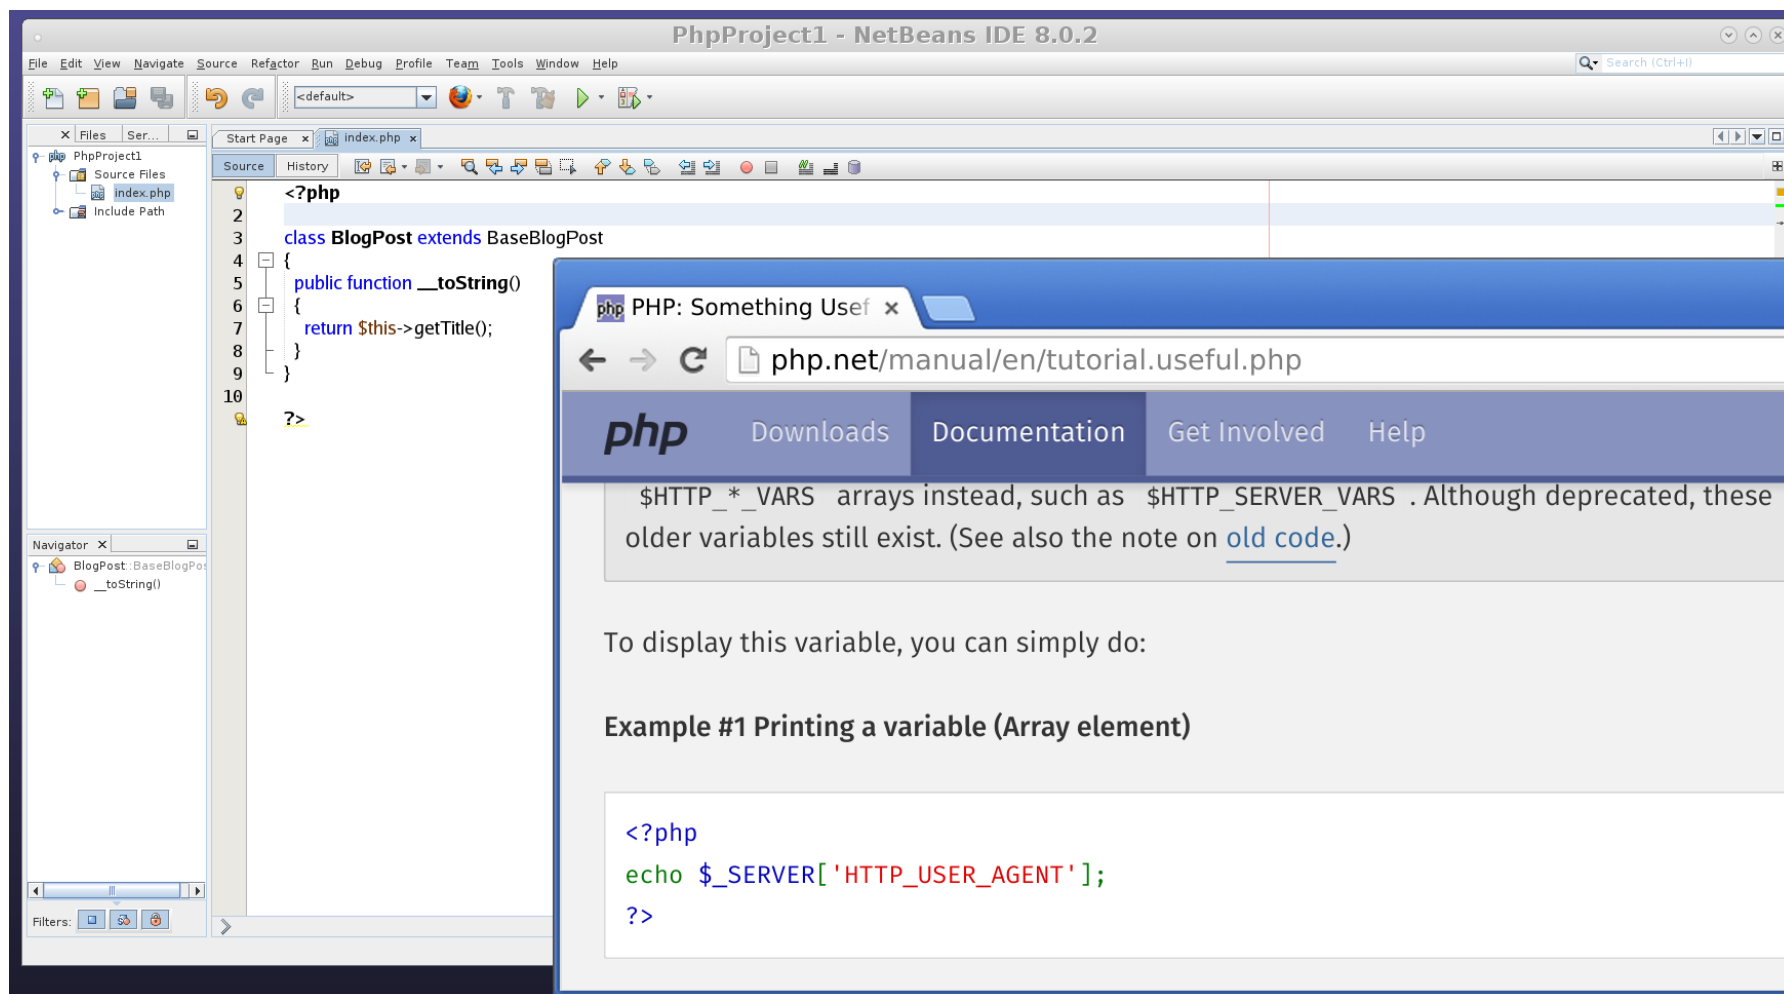 PhpProject1 - NetBeans IDE 8.0.2
File Edit View Navigate Source Refactor Run Debug Profile Team Tools Window Help
Search (Ctrl+I)
<default>
Files Ser...
PhpProject1
Source Files
index.php
Include Path
Start Page index.php
Source History
<?php
2
3 class BlogPost extends BaseBlogPost
4 {
5 public function __toString()
6 {
7 return $this->getTitle();
8 }
9 }
10
?>
Navigator
BlogPost::BaseBlogPos
__toString()
Filters:
php PHP: Something Usef
php.net/manual/en/tutorial.useful.php
php Downloads Documentation Get Involved Help
$HTTP_*_VARS arrays instead, such as $HTTP_SERVER_VARS . Although deprecated, these
older variables still exist. (See also the note on old code.)
To display this variable, you can simply do:
Example #1 Printing a variable (Array element)
<?php
echo $_SERVER['HTTP_USER_AGENT'];
?>